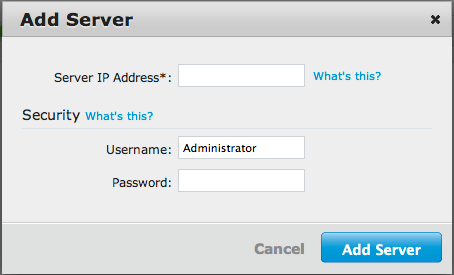 Add Server
Server IP Address*: What's this?
Security What's this?
Username: Administrator
Password:
Cancel Add Server